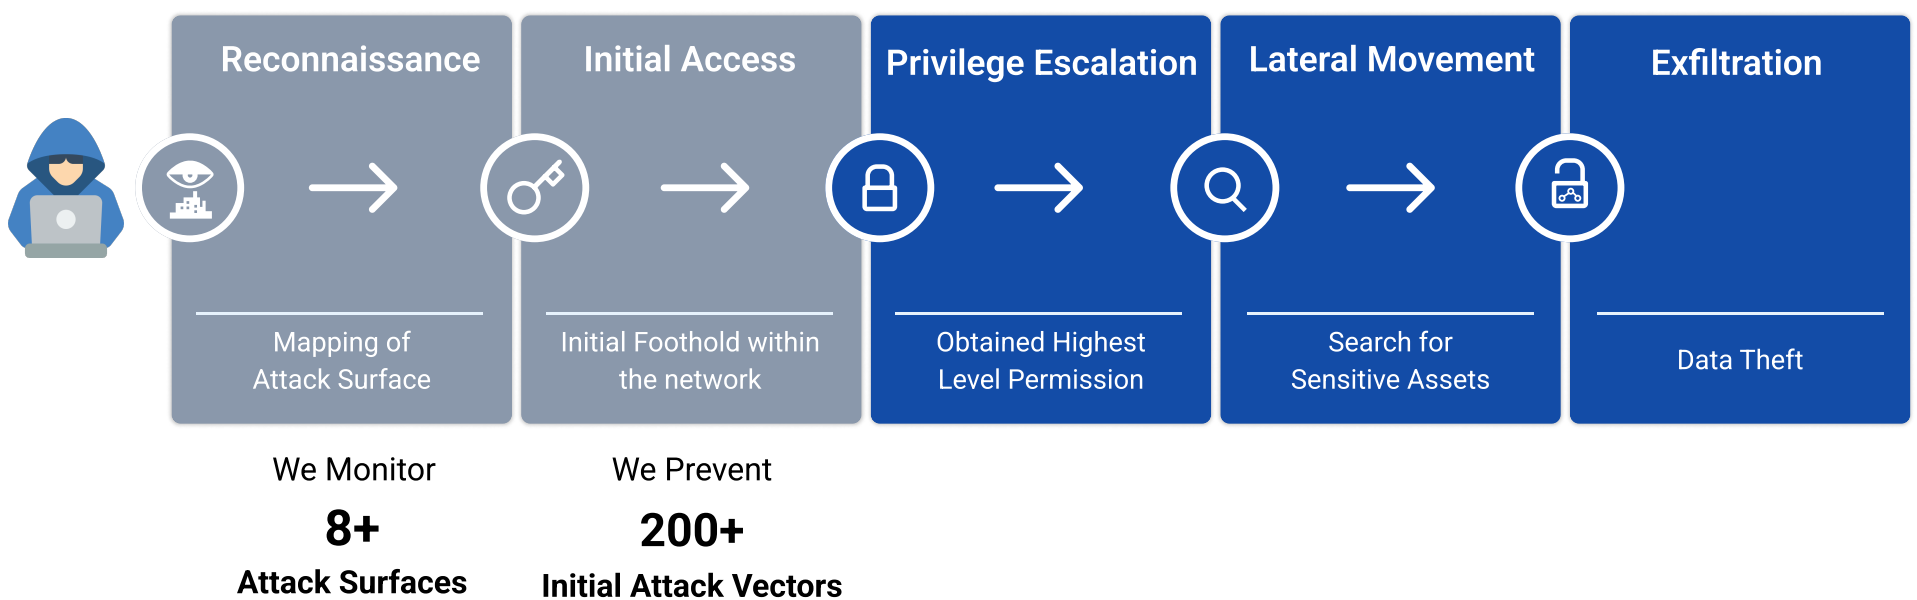 Reconnaissance
Mapping of
Attack Surface
We Monitor
8+
Attack Surfaces
Initial Access
Initial Foothold within
the network
We Prevent
200+
Initial Attack Vectors
Privilege Escalation
Obtained Highest
Level Permission
Lateral Movement
Search for
Sensitive Assets
Exfiltration
Data Theft